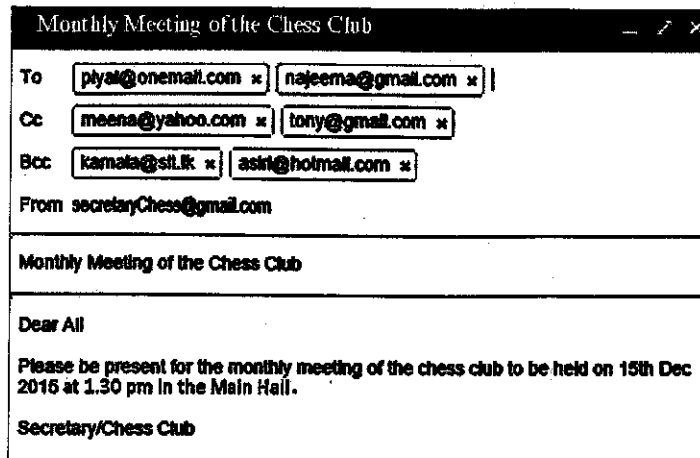 Monthly Meeting of the Chess Club
To piyal@onemail.com × najeema@gmail.com ×
Cc meena@yahoo.com × tony@gmail.com ×
Bcc kamala@slt.lk × asiri@hotmail.com ×
From secretaryChess@gmail.com
Monthly Meeting of the Chess Club
Dear All
Please be present for the monthly meeting of the chess club to be held on 15th Dec
2015 at 1.30 pm in the Main Hall.
Secretary/Chess Club